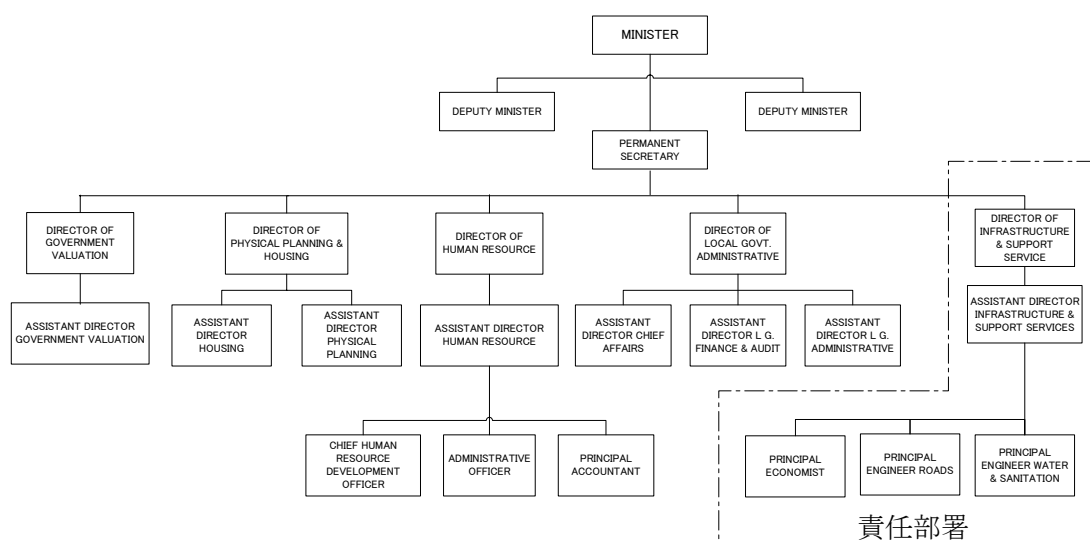 MINISTER
DEPUTY MINISTER
DEPUTY MINISTER
PERMANENT
SECRETARY
DIRECTOR OF
GOVERNMENT
VALUATION
DIRECTOR OF
PHYSICAL PLANNING &
HOUSING
DIRECTOR OF
HUMAN RESOURCE
DIRECTOR OF
LOCAL GOVT.
ADMINISTRATIVE
DIRECTOR OF
INFRASTRUCTURE
& SUPPORT
SERVICE
ASSISTANT DIRECTOR
GOVERNMENT VALUATION
ASSISTANT
DIRECTOR
HOUSING
ASSISTANT
DIRECTOR
PHYSICAL
PLANNING
ASSISTANT DIRECTOR
HUMAN RESOURCE
ASSISTANT
DIRECTOR CHIEF
AFFAIRS
ASSISTANT
DIRECTOR L G.
FINANCE & AUDIT
ASSISTANT
DIRECTOR L G.
ADMINISTRATIVE
ASSISTANT DIRECTOR
INFRASTRUCTURE &
SUPPORT SERVICES
CHIEF HUMAN
RESOURCE
DEVELOPMENT
OFFICER
ADMINISTRATIVE
OFFICER
PRINCIPAL
ACCOUNTANT
PRINCIPAL
ECONOMIST
PRINCIPAL
ENGINEER ROADS
PRINCIPAL
ENGINEER WATER
& SANITATION
責任部署